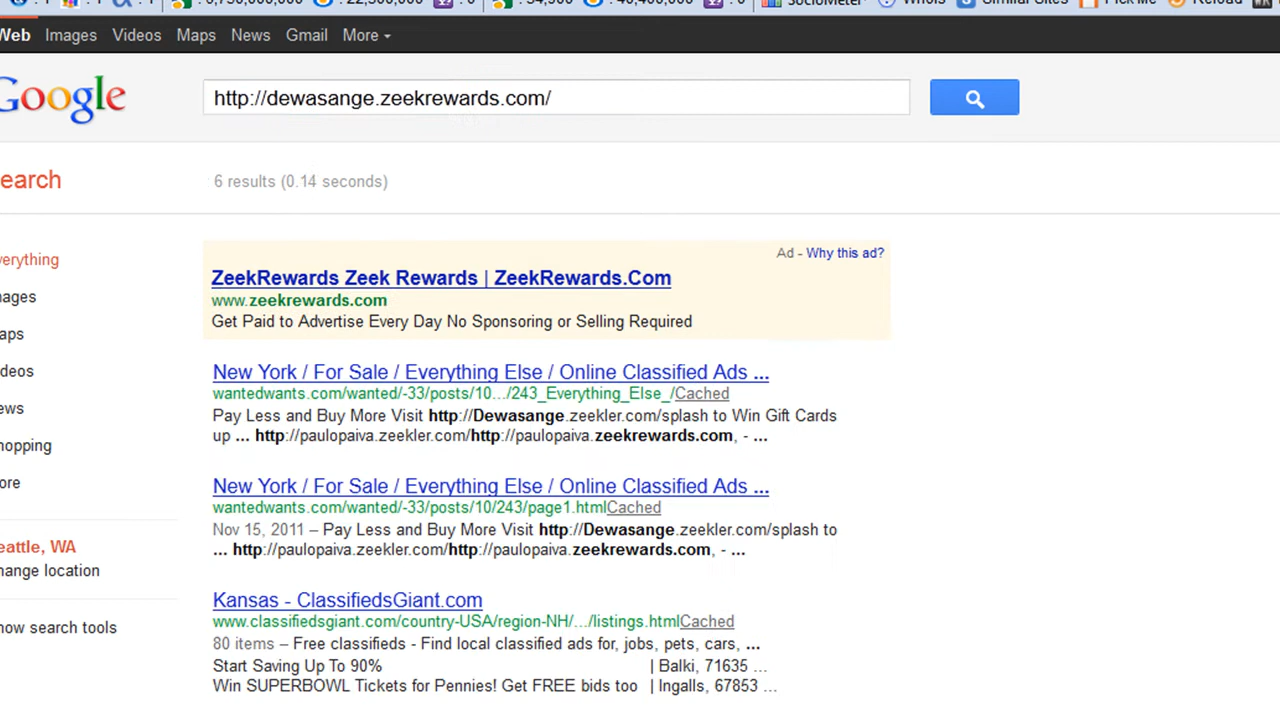 Web Images Videos Maps News Gmail More
Google http://dewasange.zeekrewards.com/
earch 6 results (0.14 seconds)
Ad - Why this ad?
ZeekRewards Zeek Rewards | ZeekRewards.Com
www.zeekrewards.com
Get Paid to Advertise Every Day No Sponsoring or Selling Required
verything
mages
aps
deos
ews
hopping
ore
eattle, WA
hange location
how search tools
New York / For Sale / Everything Else / Online Classified Ads ...
wantedwants.com/wanted/-33/posts/10.../243_Everything_Else_/Cached
Pay Less and Buy More Visit http://Dewasange.zeekler.com/splash to Win Gift Cards
up ... http://paulopaiva.zeekler.com/http://paulopaiva.zeekrewards.com, - ...
New York / For Sale / Everything Else / Online Classified Ads ...
wantedwants.com/wanted/-33/posts/10/243/page1.htmlCached
Nov 15, 2011 – Pay Less and Buy More Visit http://Dewasange.zeekler.com/splash to
... http://paulopaiva.zeekler.com/http://paulopaiva.zeekrewards.com, - ...
Kansas - ClassifiedsGiant.com
www.classifiedsgiant.com/country-USA/region-NH/.../listings.htmlCached
80 items – Free classifieds - Find local classified ads for, jobs, pets, cars, ...
Start Saving Up To 90% | Balki, 71635 ...
Win SUPERBOWL Tickets for Pennies! Get FREE bids too | Ingalls, 67853 ...